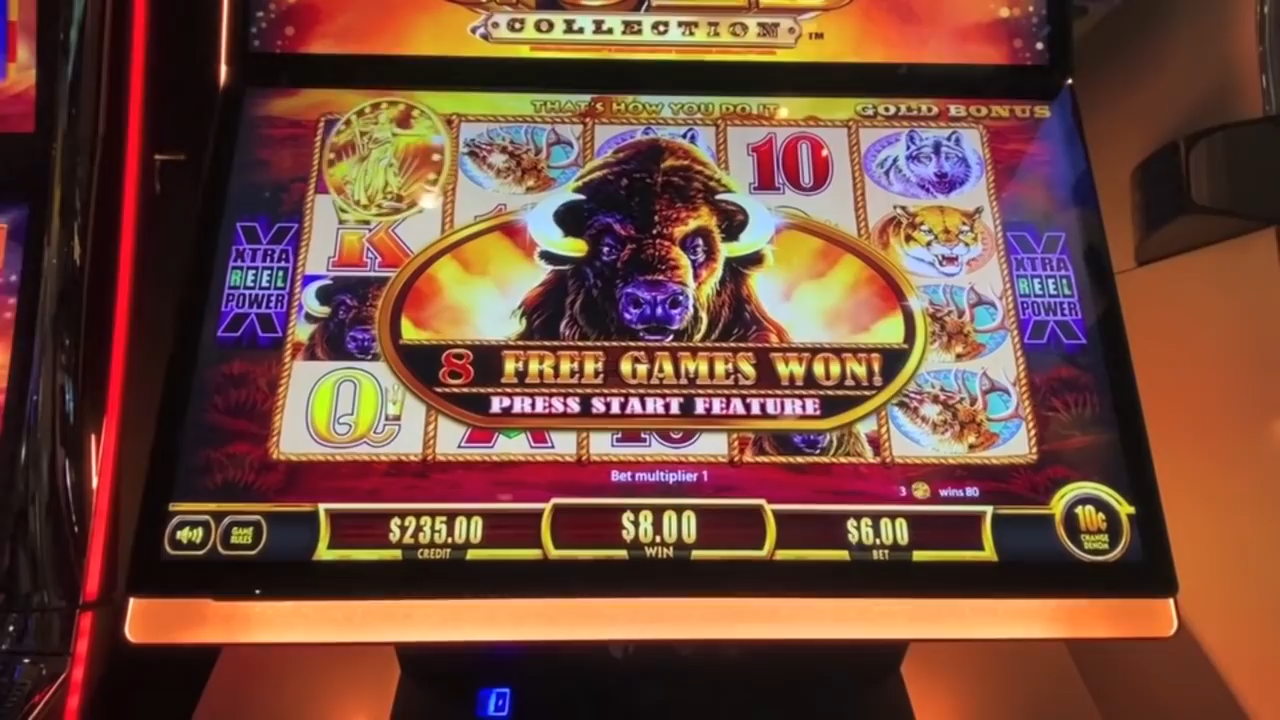 COLLECTION™
THAT'S HOW YOU DO IT
GOLD BONUS
10
XTRA
REEL
POWER
K
XTRA
REEL
POWER
8 FREE GAMES WON!
PRESS START FEATURE
Q
10
Bet multiplier 1
3 wins 80
GAME
RULES
$235.00
CREDIT
$8.00
WIN
$6.00
BET
10¢
CHANGE
DENOM